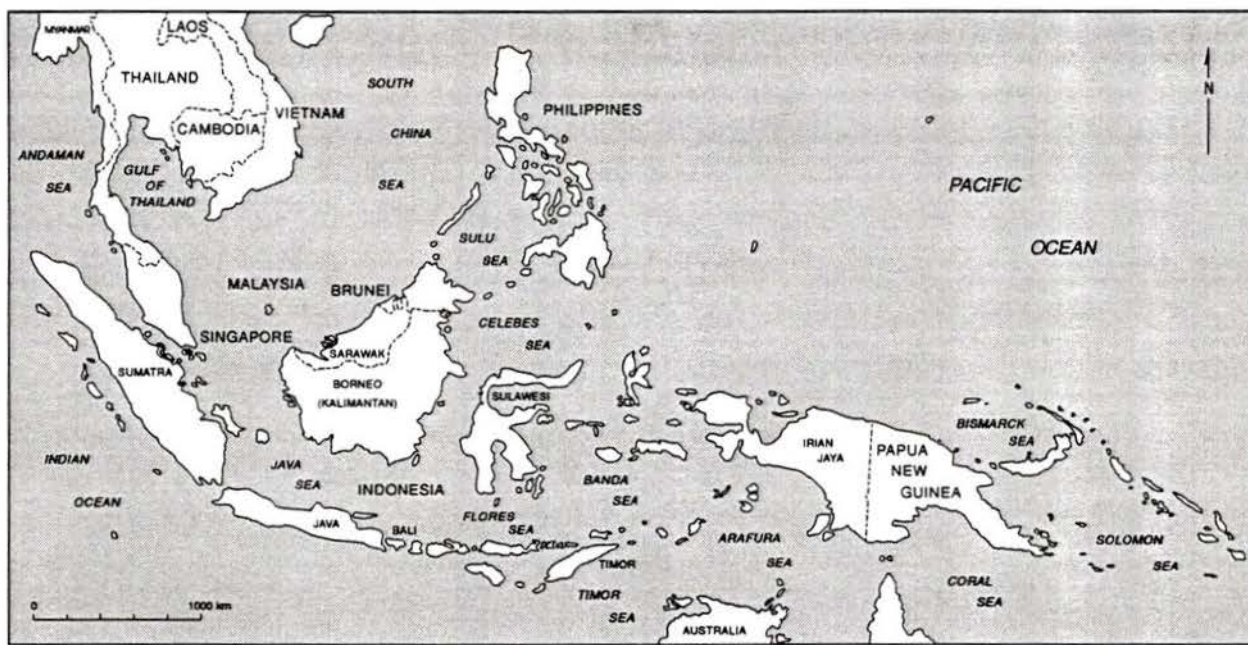 MYANMAR
LAOS
THAILAND
VIETNAM
CAMBODIA
SOUTH
CHINA
SEA
PHILIPPINES
N
ANDAMAN
SEA
GULF
OF
THAILAND
PACIFIC
OCEAN
SULU
SEA
MALAYSIA
BRUNEI
SINGAPORE
CELEBES
SEA
SARAWAK
SUMATRA
BORNEO
(KALIMANTAN)
SULAWESI
INDIAN
OCEAN
JAVA
SEA
INDONESIA
BANDA
SEA
IRIAN
JAYA
PAPUA
NEW
GUINEA
BISMARCK
SEA
FLORES
SEA
JAVA
BALI
TIMOR
ARAFURA
SEA
SOLOMON
SEA
TIMOR
SEA
CORAL
SEA
AUSTRALIA
0
1000 km